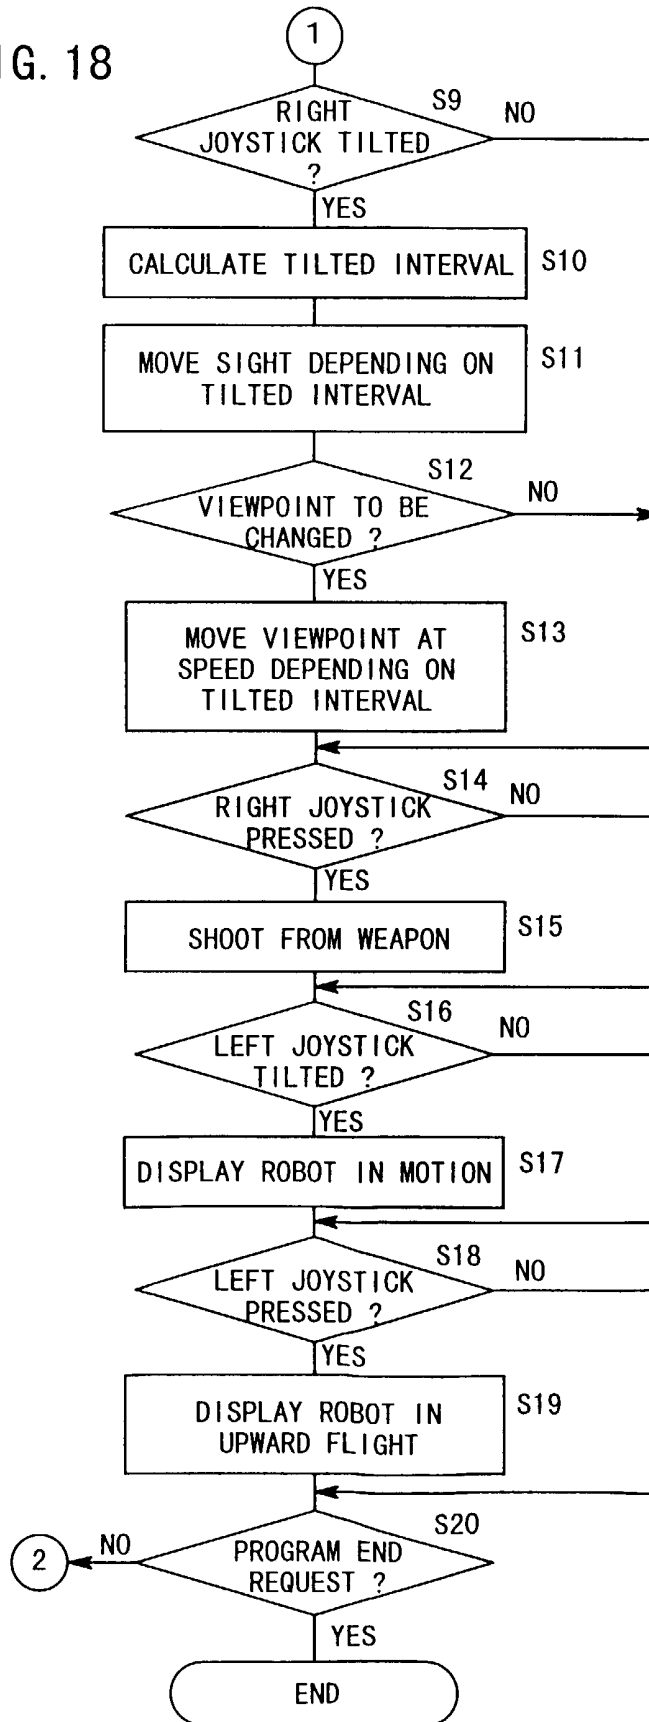 1
IG. 18
S9
NO
RIGHT
JOYSTICK TILTED
?
YES
CALCULATE TILTED INTERVAL
S10
MOVE SIGHT DEPENDING ON
TILTED INTERVAL
S11
S12
NO
VIEWPOINT TO BE
CHANGED ?
YES
MOVE VIEWPOINT AT
SPEED DEPENDING ON
TILTED INTERVAL
S13
S14
NO
RIGHT JOYSTICK
PRESSED ?
YES
SHOOT FROM WEAPON
S15
S16
NO
LEFT JOYSTICK
TILTED ?
YES
DISPLAY ROBOT IN MOTION
S17
S18
NO
LEFT JOYSTICK
PRESSED ?
YES
DISPLAY ROBOT IN
UPWARD FLIGHT
S19
S20
NO
2
PROGRAM END
REQUEST ?
YES
END